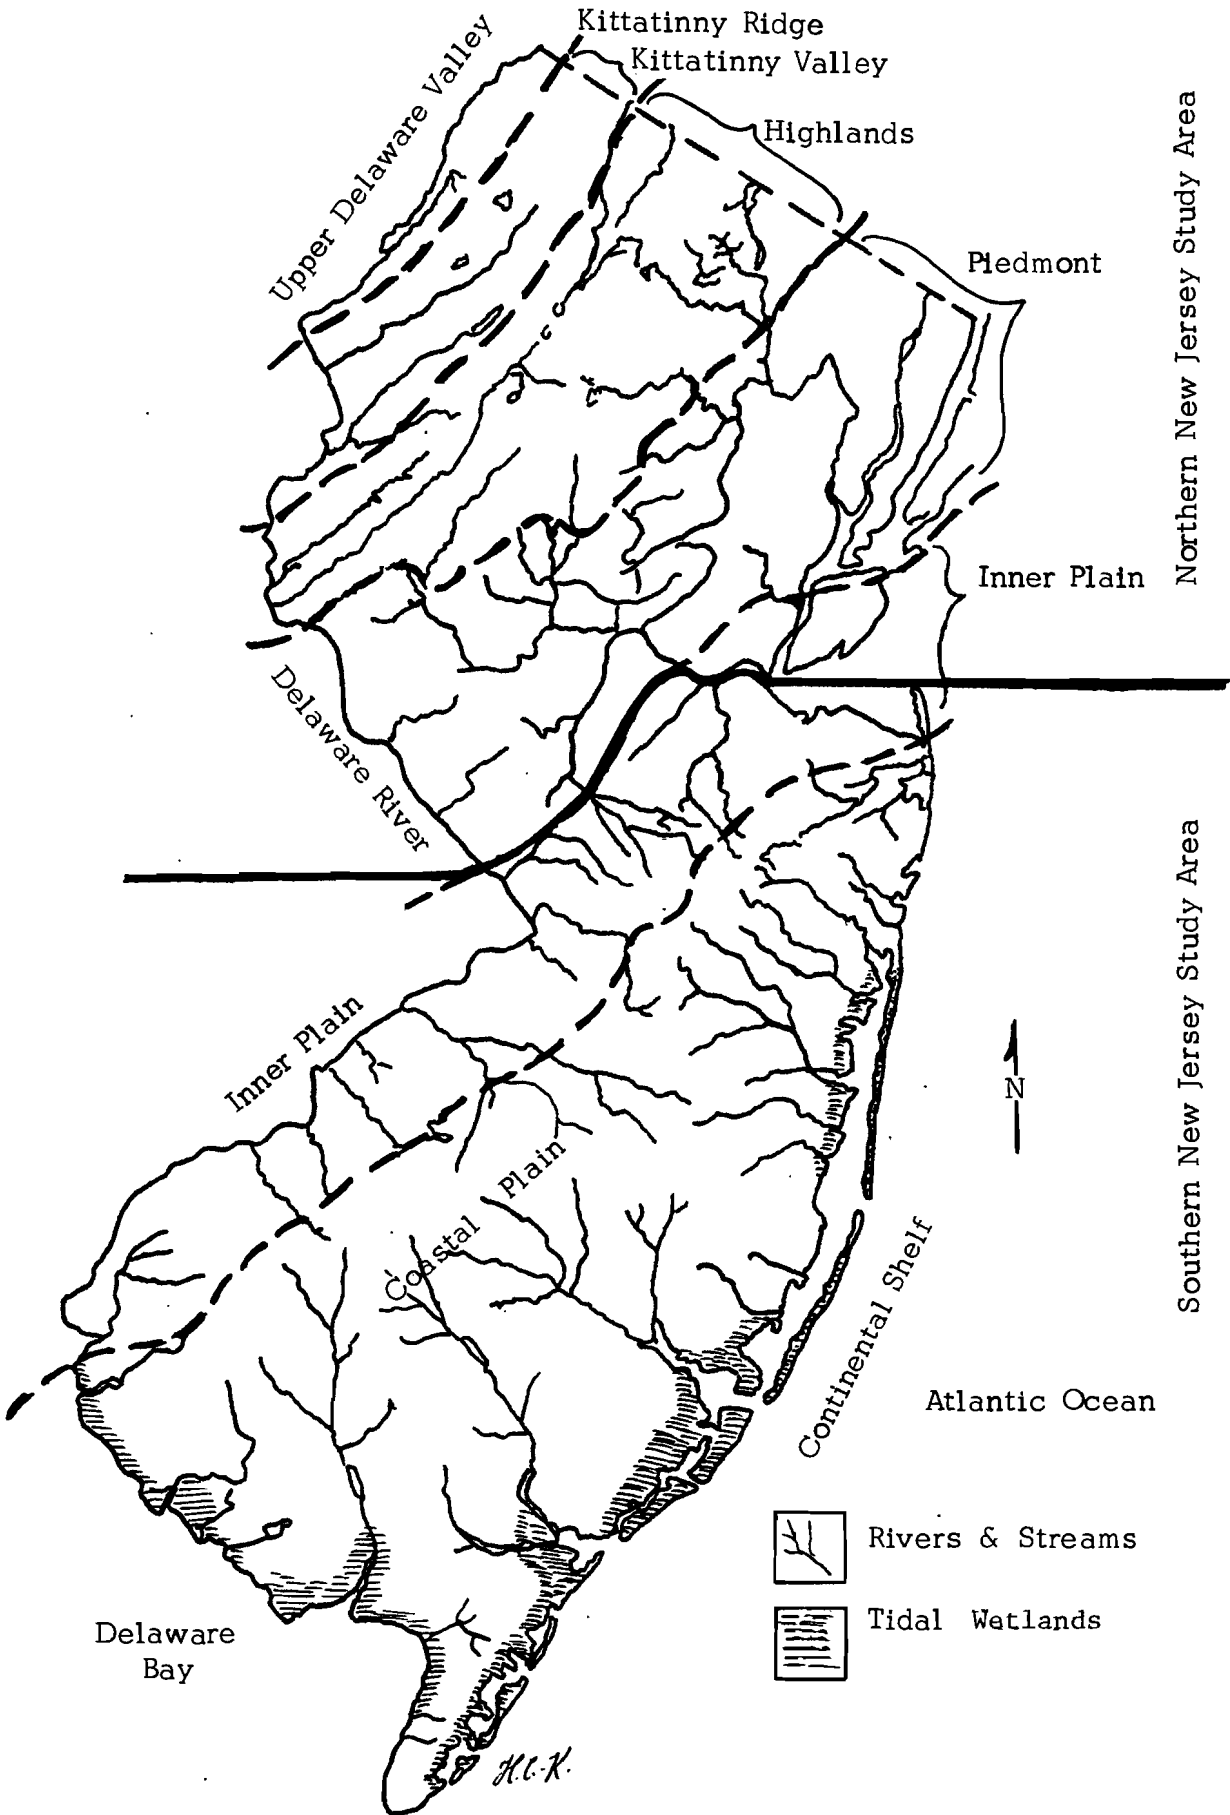 Kittatinny Ridge
Kittatinny Valley
Upper Delaware Valley
Highlands
Piedmont
Northern New Jersey Study Area
Inner Plain
Delaware River
Southern New Jersey Study Area
Inner Plain
N
Coastal Plain
Continental Shelf
Atlantic Ocean
Rivers & Streams
Tidal Wetlands
Delaware
Bay
H.C.-K.